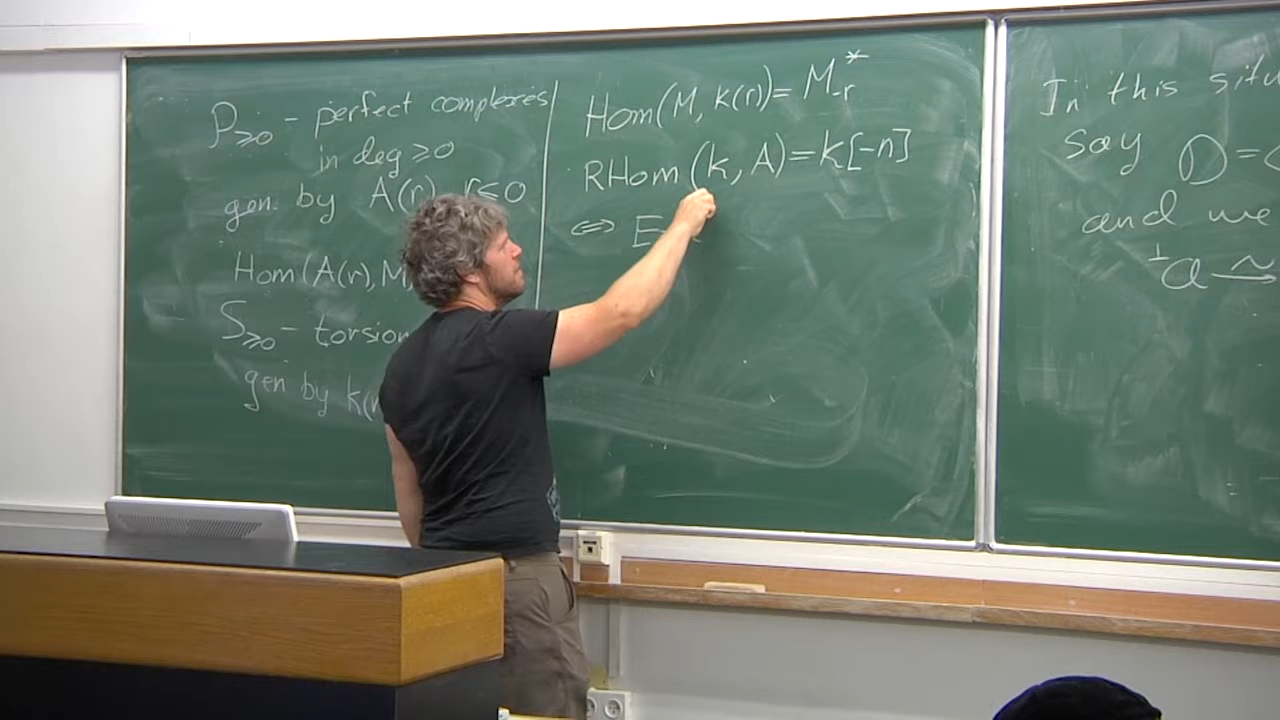 P≥0 - perfect complexes
in deg ≥0
gen. by A(r), r≤0
Hom(A(r), M
S≥0 - torsion
gen by k(r
Hom(M, k(r)) = M*-r
RHom(k, A) = k[-n]
⇔ E
In this situ
say D =
and we
±a ⥲